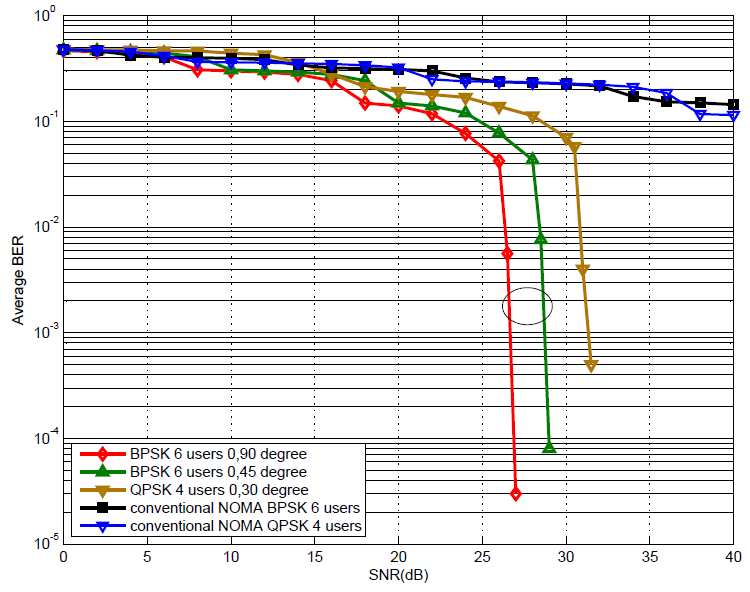 10^0
10^-1
10^-2
10^-3
10^-4
10^-5
Average BER
BPSK 6 users 0,90 degree
BPSK 6 users 0,45 degree
QPSK 4 users 0,30 degree
conventional NOMA BPSK 6 users
conventional NOMA QPSK 4 users
0 5 10 15 20 25 30 35 40
SNR(dB)